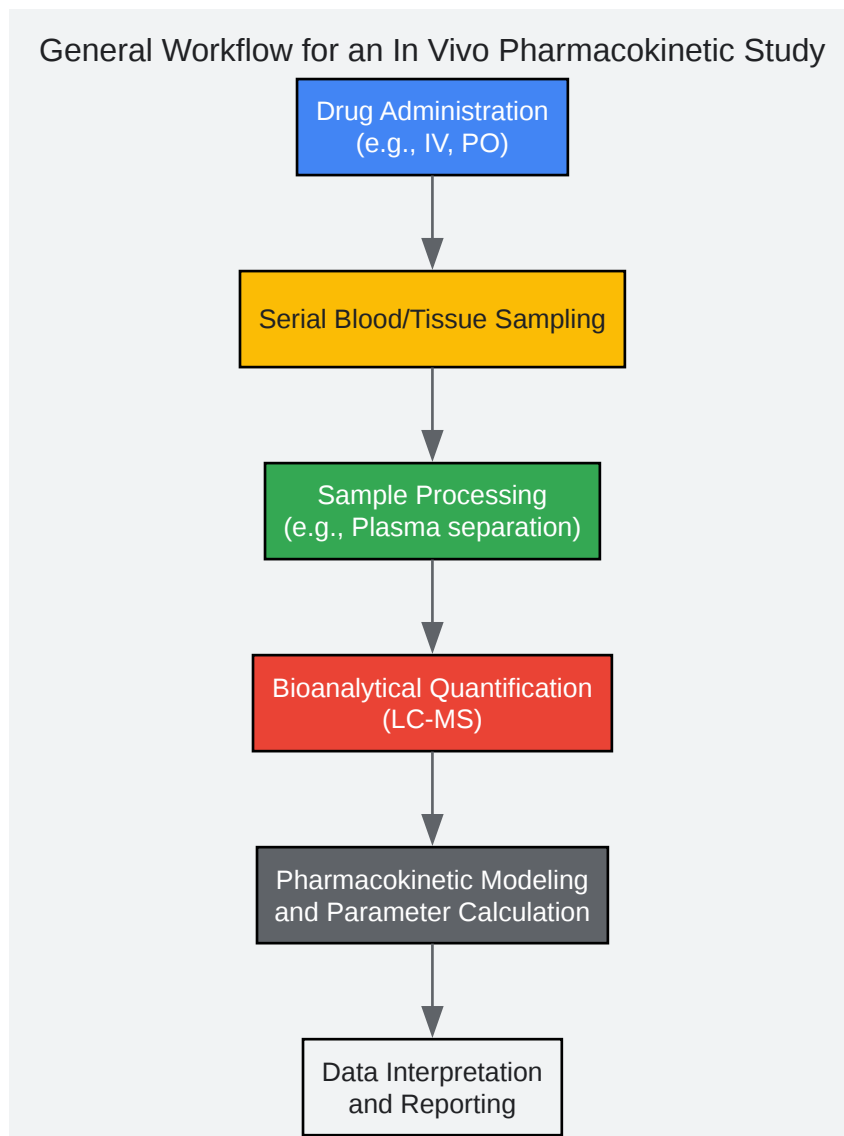 General Workflow for an In Vivo Pharmacokinetic Study
Drug Administration
(e.g., IV, PO)
Serial Blood/Tissue Sampling
Sample Processing
(e.g., Plasma separation)
Bioanalytical Quantification
(LC-MS)
Pharmacokinetic Modeling
and Parameter Calculation
Data Interpretation
and Reporting